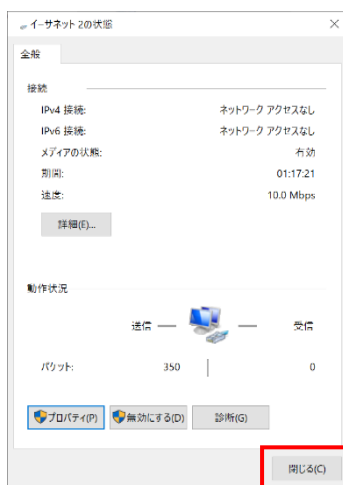 イーサネット 2の状態
全般
接続
IPv4 接続: ネットワーク アクセスなし
IPv6 接続: ネットワーク アクセスなし
メディアの状態: 有効
期間: 01:17:21
速度: 10.0 Mbps
詳細(E)...
動作状況
送信 — — 受信
パケット: 350 0
プロパティ(P) 無効にする(D) 診断(G)
閉じる(C)